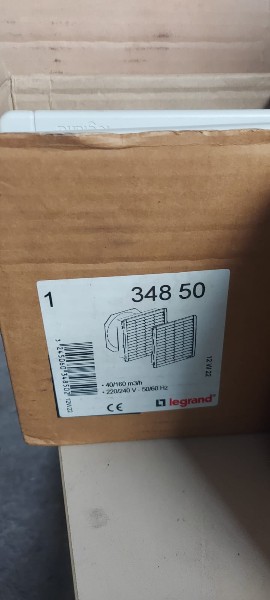 1 348 50
- 40/160 m3/h
- 220/240 V - 50/60 Hz
CE legrand